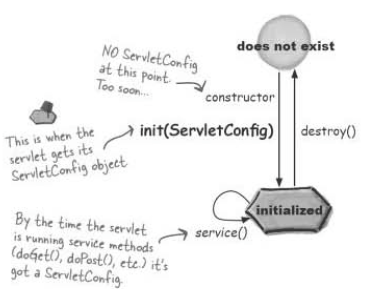 does not exist
NO ServletConfig
at this point.
Too soon...
constructor
This is when the
servlet gets its
ServletConfig object.
init(ServletConfig)
destroy()
initialized
By the time the servlet
is running service methods
(doGet(), doPost(), etc.) it's
got a ServletConfig.
service()